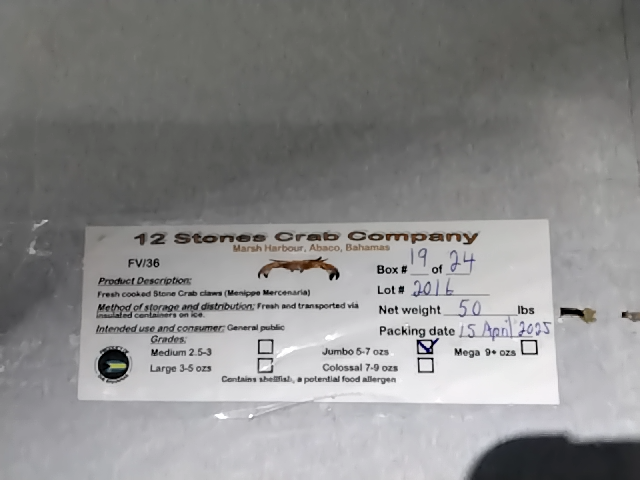 12 Stones Crab Company
Marsh Harbour, Abaco, Bahamas
FV/36
Box # 19 of 24
Product Description:
Lot # 2016
Fresh cooked Stone Crab claws (Menippe Mercenaria)
Net weight 50 lbs
Method of storage and distribution: Fresh and transported via
insulated containers on ice.
Packing date 15 April 2025
Intended use and consumer: General public
Grades:
Medium 2.5-3
Jumbo 5-7 ozs
Mega 9+ ozs
Large 3-5 ozs
Colossal 7-9 ozs
Contains shellfish, a potential food allergen